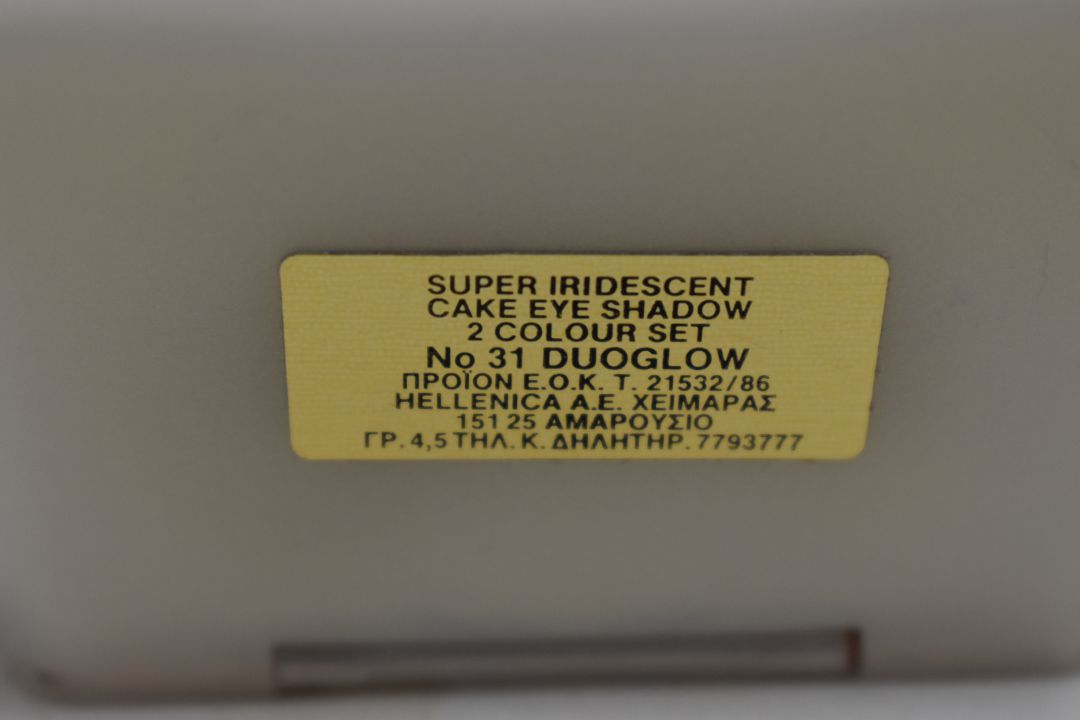 SUPER IRIDESCENT
CAKE EYE SHADOW
2 COLOUR SET
No 31 DUOGLOW
ΠΡΟΪΟΝ Ε.Ο.Κ. Τ. 21532/86
HELLENICA A.E. ΧΕΙΜΑΡΑΣ
151 25 ΑΜΑΡΟΥΣΙΟ
ΓΡ. 4,5 ΤΗΛ. Κ. ΔΗΛΗΤΗΡ. 7793777